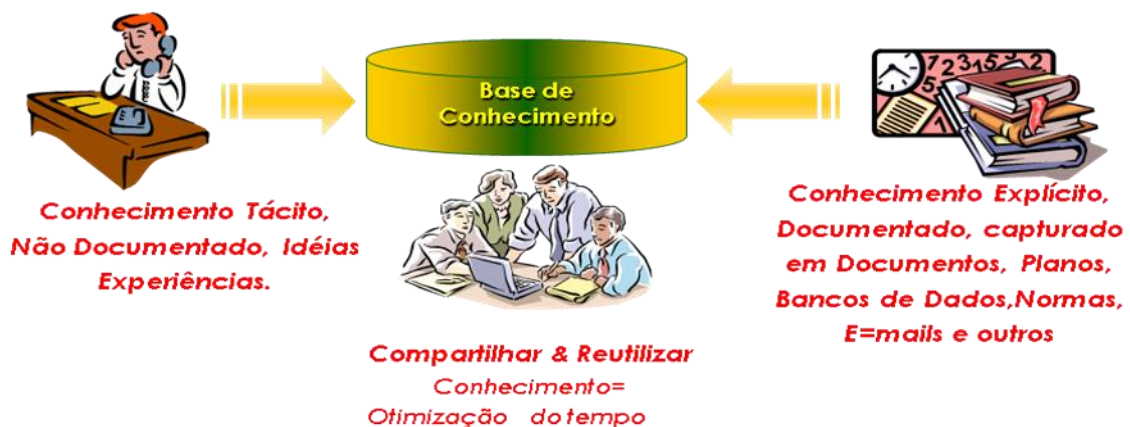 Base de
Conhecimento
Conhecimento Tácito,
Não Documentado, Idéias
Experiências.
Compartilhar & Reutilizar
Conhecimento=
Otimização do tempo
Conhecimento Explícito,
Documentado, capturado
em Documentos, Planos,
Bancos de Dados,Normas,
E=mails e outros